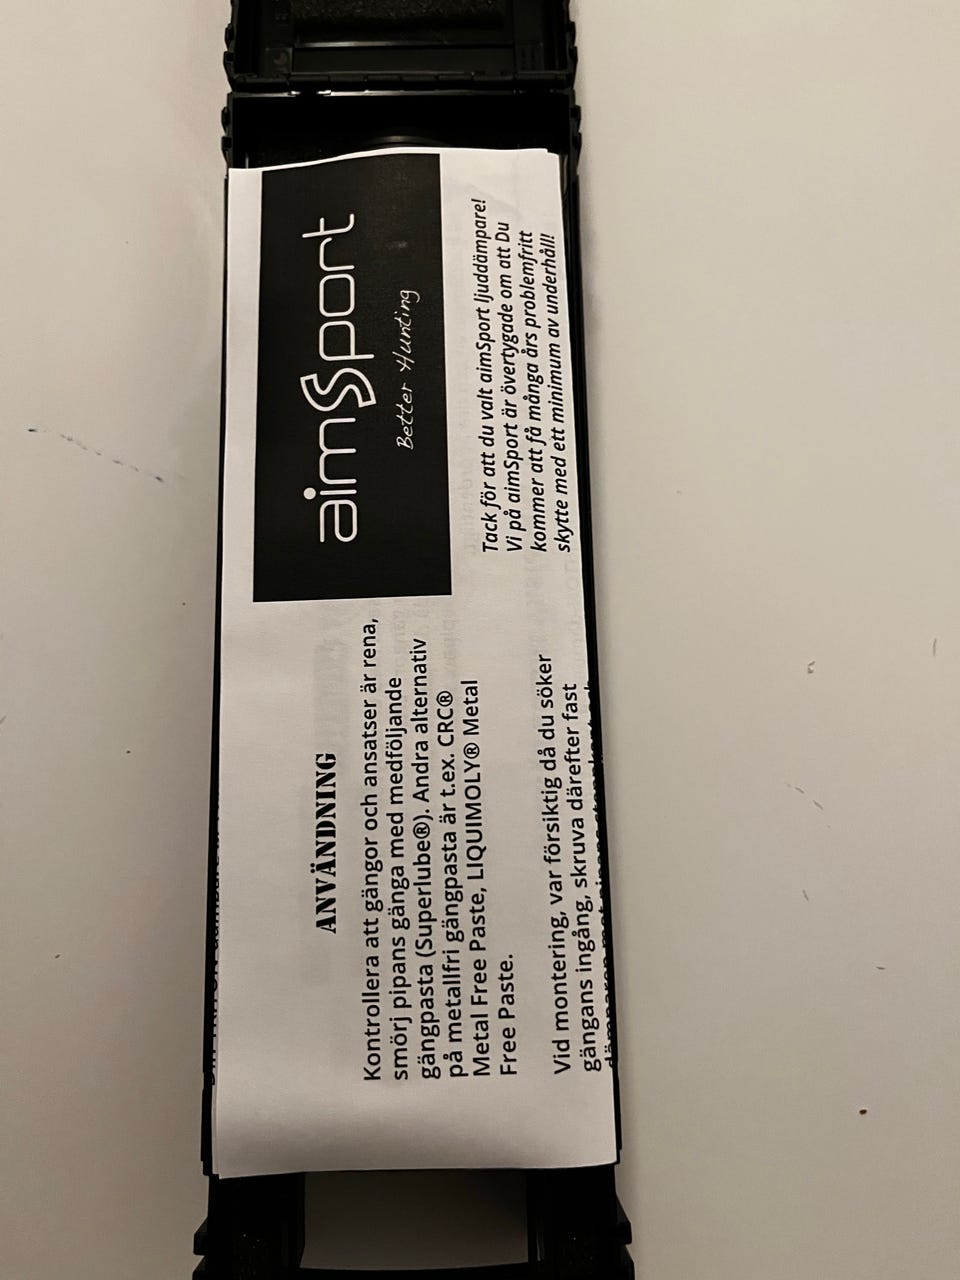 ANVÄNDNING
Kontrollera att gängor och ansatser är rena,
smörj pipans gänga med medföljande
gängpasta (Superlube®). Andra alternativ
på metallfri gängpasta är t.ex. CRC®
Metal Free Paste, LIQUIMOLY® Metal
Free Paste.
Vid montering, var försiktig då du söker
gängans ingång, skruva därefter fast
aimSport
Better Hunting
Tack för att du valt aimSport ljuddämpare!
Vi på aimSport är övertygade om att Du
kommer att få många års problemfritt
skytte med ett minimum av underhåll!